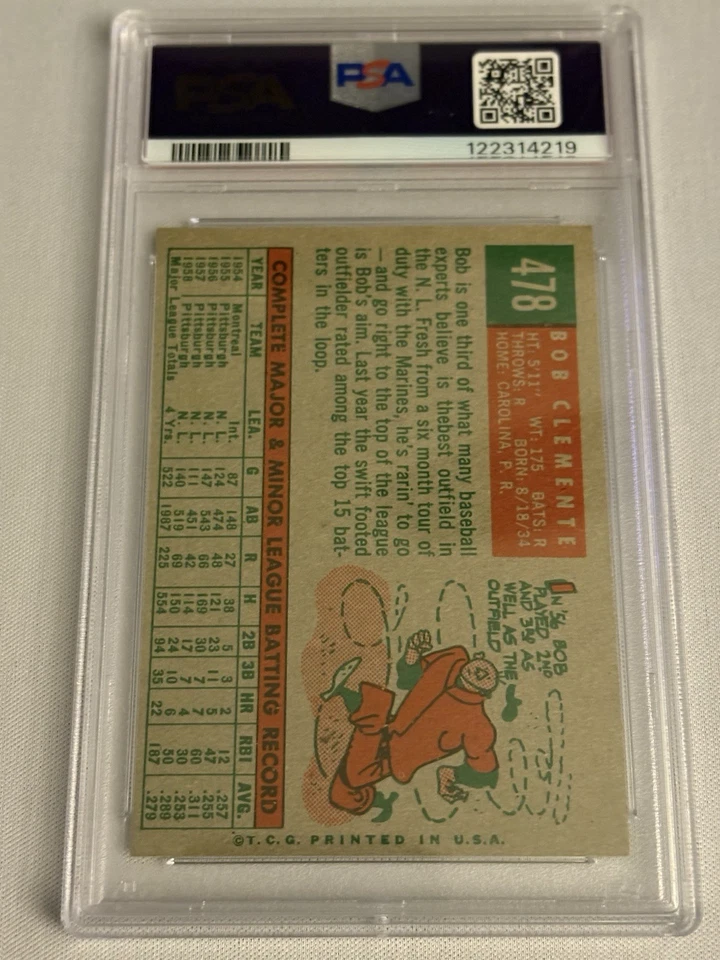 PSA
PSA
122314219
478
BOB CLEMENTE
HT: 5'11" WT: 175 BATS: R
THROWS: R BORN: 8/18/34
HOME: CAROLINA, P. R.
Bob is one third of what many baseball
experts believe is thebest outfield in
the N. L. Fresh from a six month tour of
duty with the Marines, he's rarin' to go
—and go right to the top of the league
is Bob's aim. Last year the swift footed
outfielder rated among the top 15 bat-
ters in the loop.
IN '56 BOB
PLAYED 2ND
AND 3RD AS
WELL AS THE
OUTFIELD
COMPLETE MAJOR & MINOR LEAGUE BATTING RECORD
YEAR TEAM LEA. G AB R H 2B 3B HR RBI AVG.
1954 Montreal Int. 87 148 27 38 5 3 2 12 .257
1955 Pittsburgh N. L. 124 474 48 121 23 11 5 47 .255
1956 Pittsburgh N. L. 147 543 66 169 30 7 7 60 .311
1957 Pittsburgh N. L. 111 451 42 114 17 7 4 30 .253
1958 Pittsburgh N. L. 140 519 69 150 24 10 6 50 .289
Major League Totals 4 Yrs. 522 1987 225 554 94 35 22 187 .279
©T. C. G. PRINTED IN U.S.A.